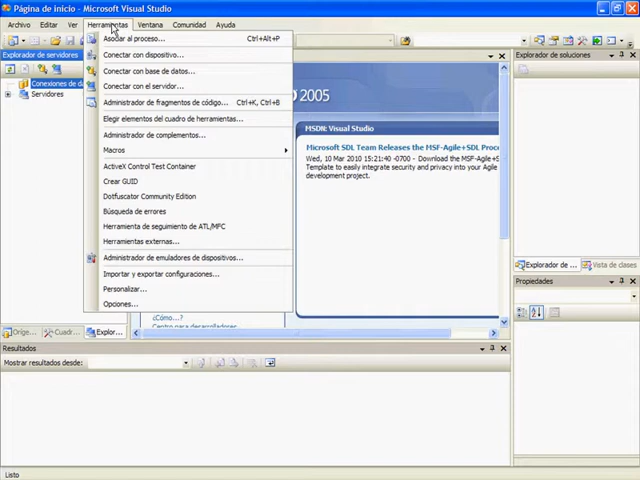 Página de inicio - Microsoft Visual Studio
Archivo Editar Ver Herramientas Ventana Comunidad Ayuda
Asociar al proceso... Ctrl+Alt+P
Conectar con dispositivo...
Conectar con base de datos...
Conectar con el servidor...
Administrador de fragmentos de código... Ctrl+K, Ctrl+B
Elegir elementos del cuadro de herramientas...
Administrador de complementos...
Macros
ActiveX Control Test Container
Crear GUID
Dotfuscator Community Edition
Búsqueda de errores
Herramienta de seguimiento de ATL/MFC
Herramientas externas...
Administrador de emuladores de dispositivos...
Importar y exportar configuraciones...
Personalizar...
Opciones...
Explorador de servidores
Conexiones de da
Servidores
2005
MSDN: Visual Studio
Microsoft SDL Team Releases the MSF-Agile+SDL Proce
Wed, 10 Mar 2010 15:21:40 -0700 - Download the MSF-A
Template to easily integrate security and privacy into your Agile
development project.
¿Cómo...?
Centro para desarrolladores
Oríge... Cuadr... Explor...
Explorador de soluciones
Explorador de ... Vista de clases
Propiedades
Resultados
Mostrar resultados desde:
Listo